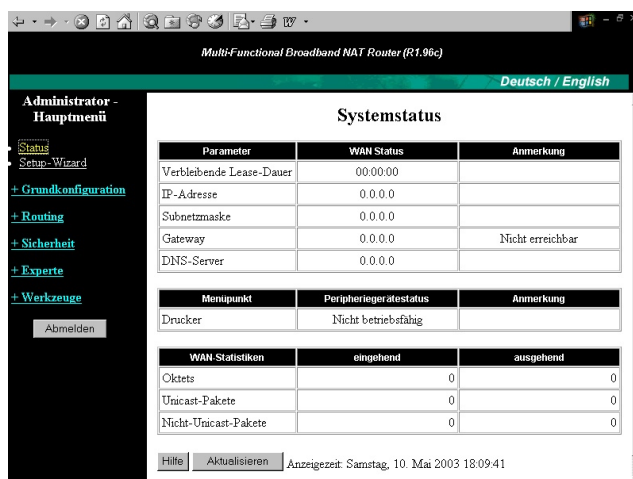 Multi-Functional Broadband NAT Router (R1.96c)
Deutsch / English
Administrator -
Hauptmenü
Status
Setup-Wizard
+ Grundkonfiguration
+ Routing
+ Sicherheit
+ Experte
+ Werkzeuge
Abmelden
Systemstatus
Parameter WAN Status Anmerkung
Verbleibende Lease-Dauer 00:00:00
IP-Adresse 0.0.0.0
Subnetzmaske 0.0.0.0
Gateway 0.0.0.0 Nicht erreichbar
DNS-Server 0.0.0.0
Menüpunkt Peripheriegerätestatus Anmerkung
Drucker Nicht betriebsfähig
WAN-Statistiken eingehend ausgehend
Oktets 0 0
Unicast-Pakete 0 0
Nicht-Unicast-Pakete 0 0
Hilfe Aktualisieren Anzeigezeit: Samstag, 10. Mai 2003 18:09:41